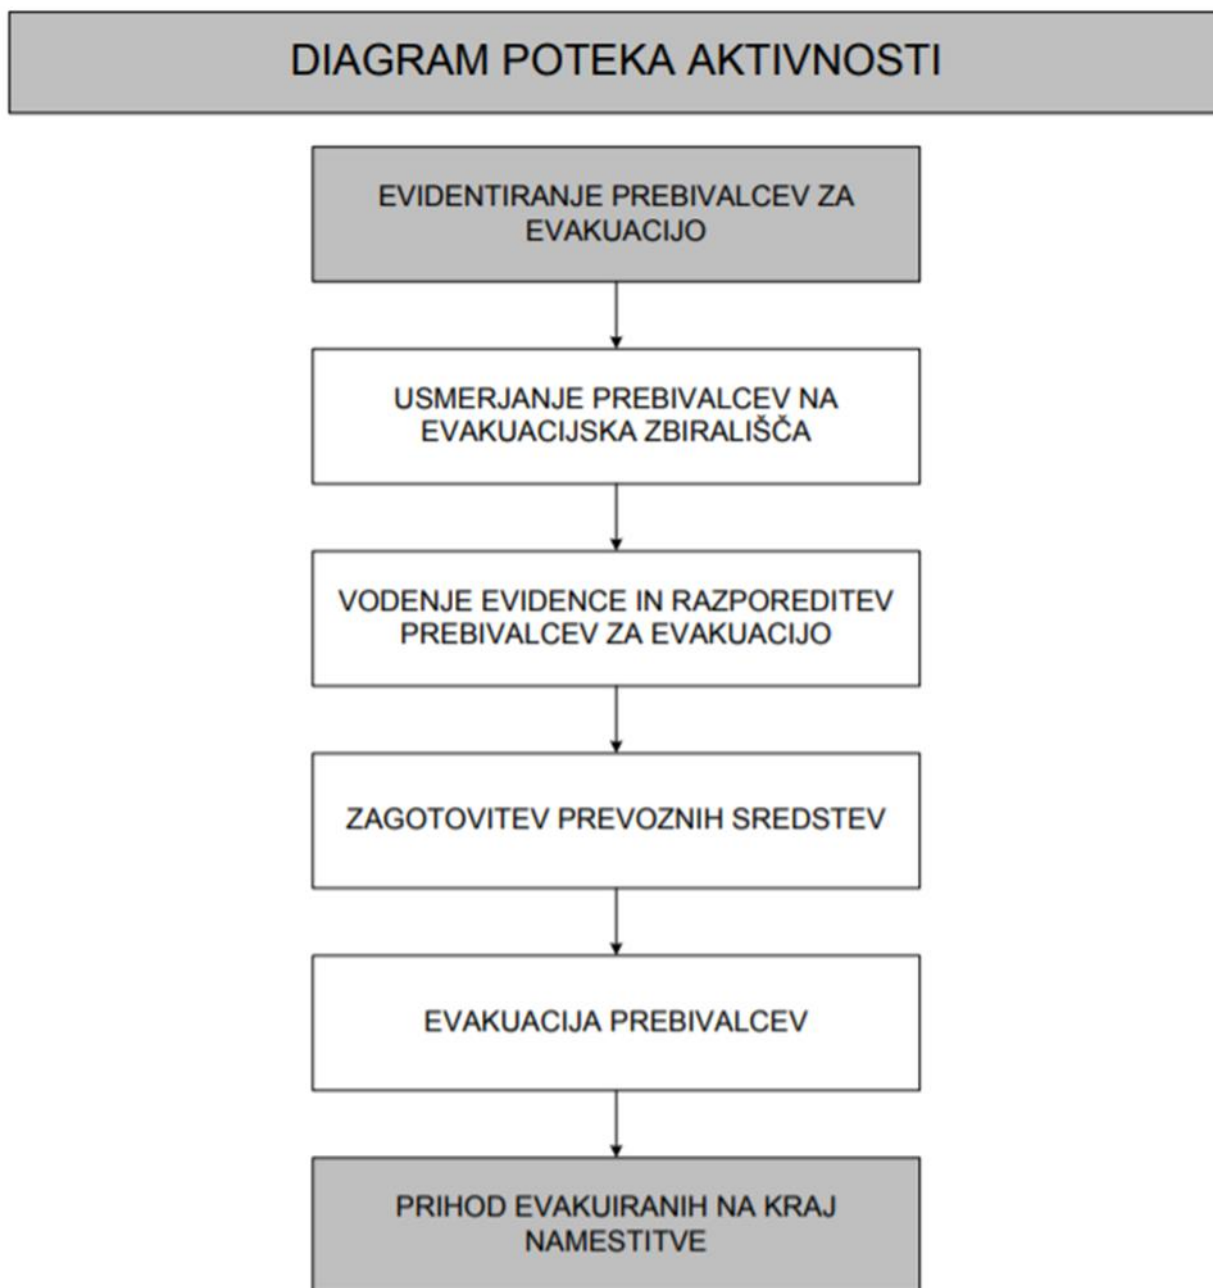 DIAGRAM POTEKA AKTIVNOSTI
EVIDENTIRANJE PREBIVALCEV ZA
EVAKUACIJO
USMERJANJE PREBIVALCEV NA
EVAKUACIJSKA ZBIRALIŠČA
VODENJE EVIDENCE IN RAZPOREDITEV
PREBIVALCEV ZA EVAKUACIJO
ZAGOTOVITEV PREVOZNIH SREDSTEV
EVAKUACIJA PREBIVALCEV
PRIHOD EVAKUIRANIH NA KRAJ
NAMESTITVE